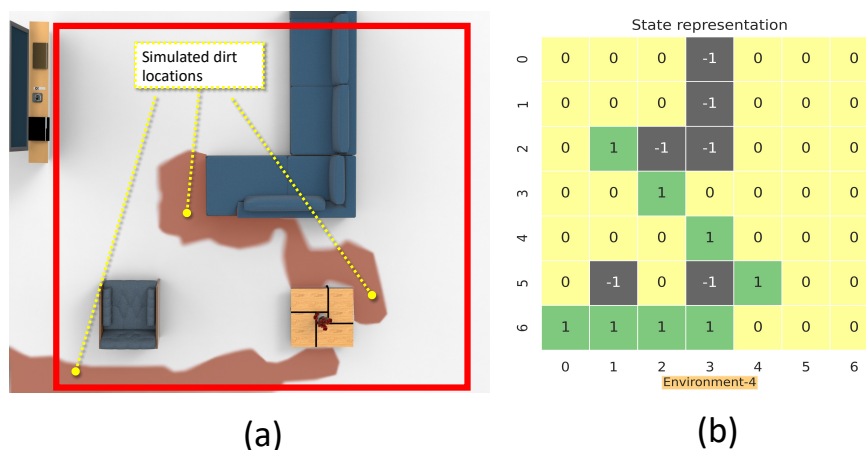 Simulated dirt
locations
State representation
0 0 0 0 -1 0 0 0
1 0 0 0 -1 0 0 0
2 0 1 -1 -1 0 0 0
3 0 0 1 0 0 0 0
4 0 0 0 1 0 0 0
5 0 -1 0 -1 1 0 0
6 1 1 1 1 0 0 0
0 1 2 3 4 5 6
Environment-4
(a)
(b)